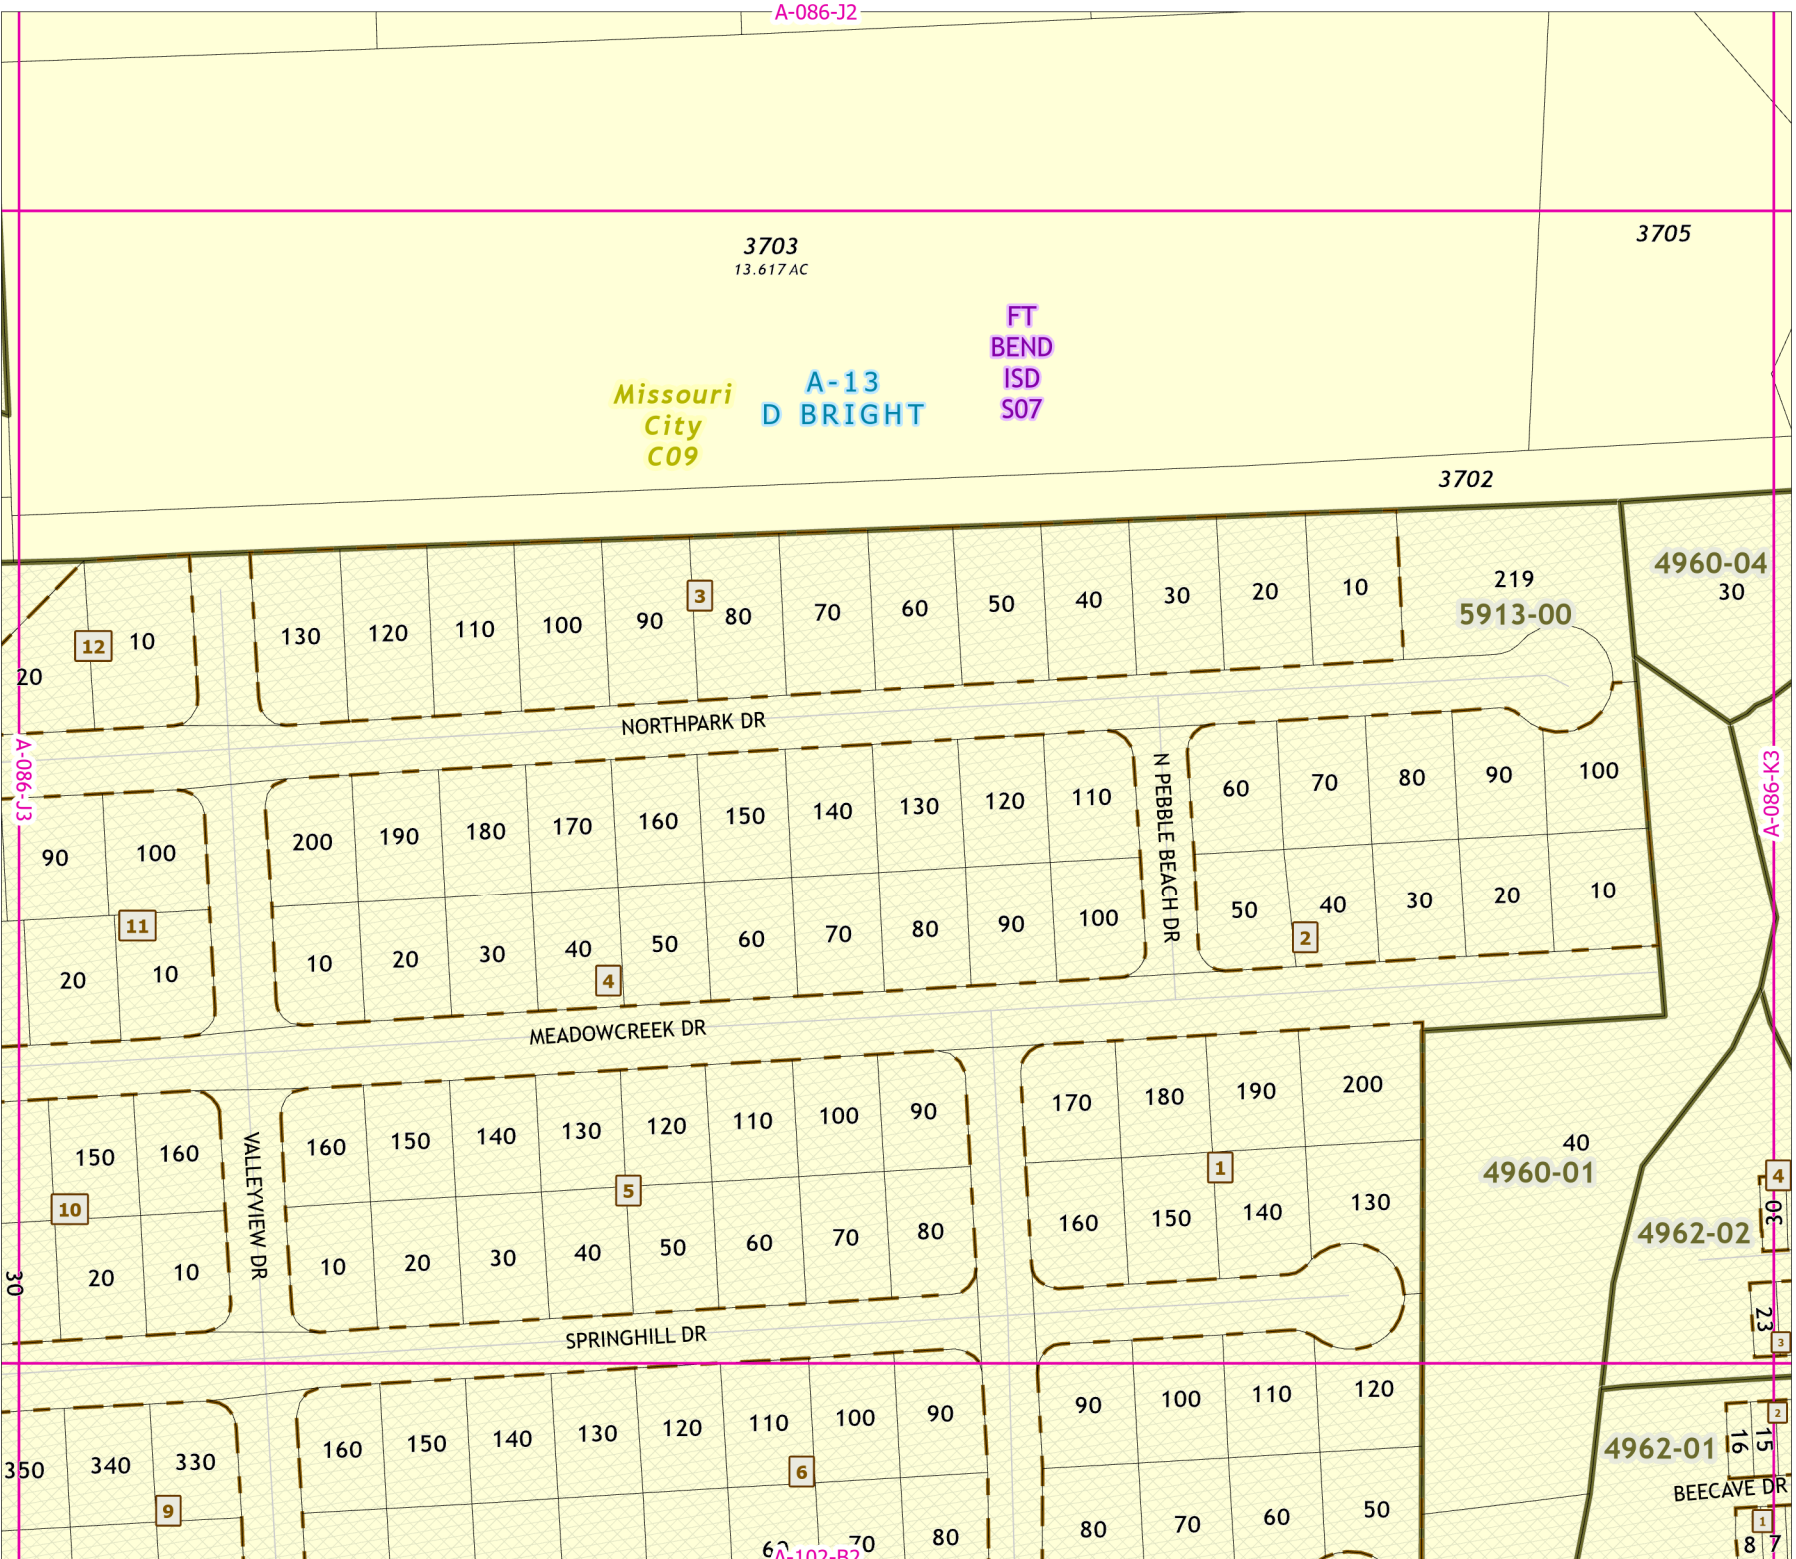 A-086-J2
3703
13.617 AC
3705
FT
BEND
ISD
S07
A-13
D BRIGHT
Missouri
City
C09
3702
4960-04
30
219
5913-00
3
130 120 110 100 90 80 70 60 50 40 30 20 10
12 10
20
NORTHPARK DR
A-086-J3
A-086-K3
N PEBBLE BEACH DR
60 70 80 90 100
200 190 180 170 160 150 140 130 120 110
90 100
11
50 40 30 20 10
2
10 20 30 40 50 60 70 80 90 100
4
20 10
MEADOWCREEK DR
170 180 190 200
160 150 140 130 120 110 100 90
150 160
VALLEYVIEW DR
40
4960-01
1
5
10
4
30
4962-02
160 150 140 130
10 20 30 40 50 60 70 80
30 20 10
23
3
SPRINGHILL DR
90 100 110 120
160 150 140 130 120 110 100 90
350 340 330
2
16 15
4962-01
6
9
BEECAVE DR
80 70 60 50
70 80
1
8 7
A-102-B2